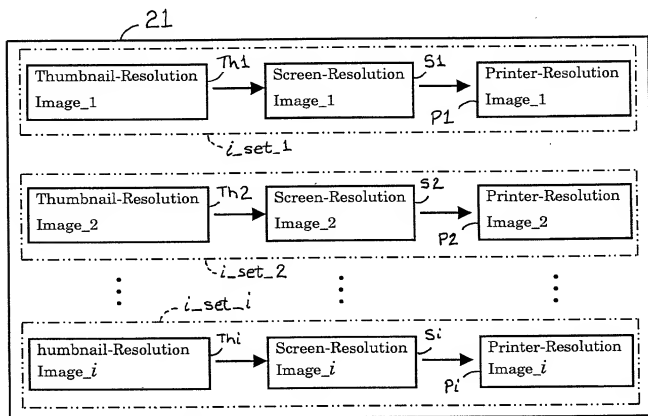 21
Thumbnail-Resolution
Image_1
Th1
Screen-Resolution
Image_1
S1
Printer-Resolution
Image_1
P1
i_set_1
Thumbnail-Resolution
Image_2
Th2
Screen-Resolution
Image_2
S2
Printer-Resolution
Image_2
P2
i_set_2
i_set_i
humbnail-Resolution
Image_i
Thi
Screen-Resolution
Image_i
Si
Printer-Resolution
Image_i
Pi